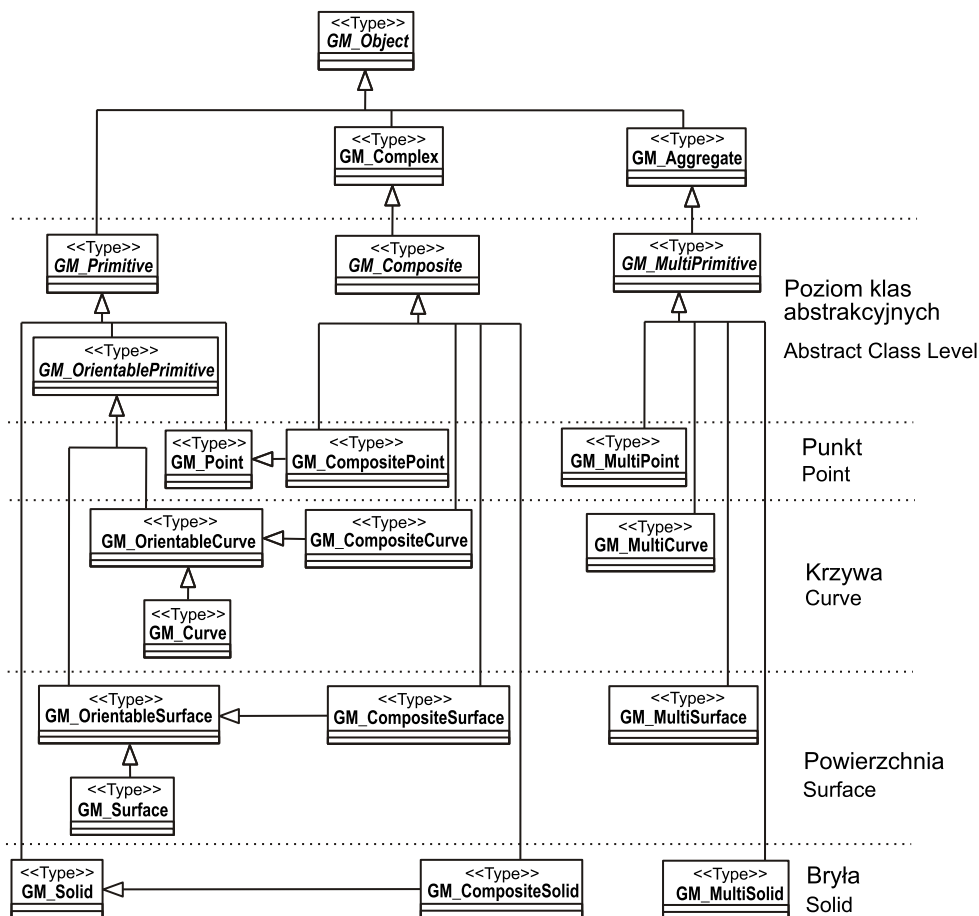 <<Type>>
GM_Object
<<Type>>
GM_Complex
<<Type>>
GM_Aggregate
<<Type>>
GM_Primitive
<<Type>>
GM_Composite
<<Type>>
GM_MultiPrimitive
Poziom klas
abstrakcyjnych
Abstract Class Level
<<Type>>
GM_OrientablePrimitive
<<Type>>
GM_Point
<<Type>>
GM_CompositePoint
<<Type>>
GM_MultiPoint
Punkt
Point
<<Type>>
GM_OrientableCurve
<<Type>>
GM_CompositeCurve
<<Type>>
GM_MultiCurve
Krzywa
Curve
<<Type>>
GM_Curve
<<Type>>
GM_OrientableSurface
<<Type>>
GM_CompositeSurface
<<Type>>
GM_MultiSurface
Powierzchnia
Surface
<<Type>>
GM_Surface
<<Type>>
GM_Solid
<<Type>>
GM_CompositeSolid
<<Type>>
GM_MultiSolid
Bryła
Solid